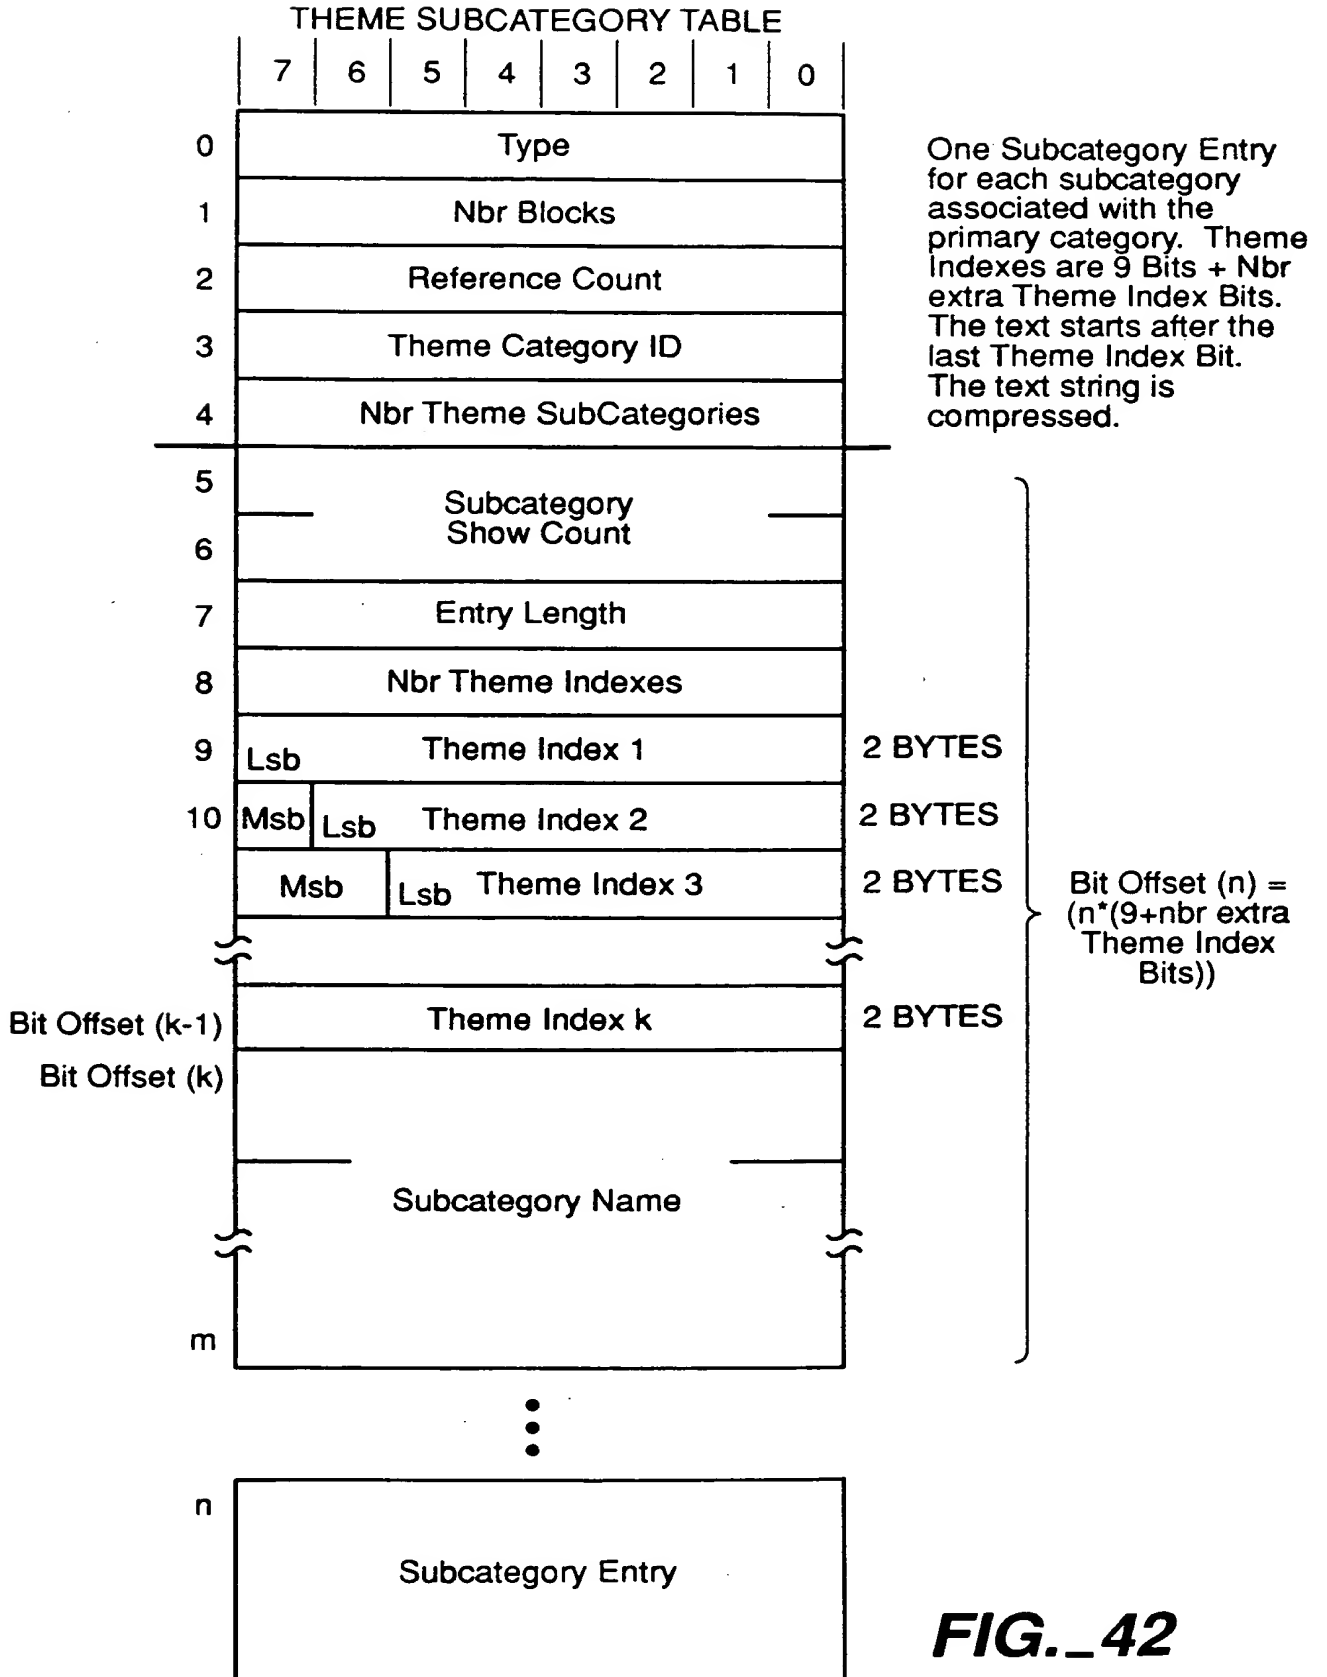 THEME SUBCATEGORY TABLE
7 6 5 4 3 2 1 0
0 Type
1 Nbr Blocks
2 Reference Count
3 Theme Category ID
4 Nbr Theme SubCategories
One Subcategory Entry
for each subcategory
associated with the
primary category. Theme
Indexes are 9 Bits + Nbr
extra Theme Index Bits.
The text starts after the
last Theme Index Bit.
The text string is
compressed.
5
Subcategory
Show Count
6
7 Entry Length
8 Nbr Theme Indexes
9 Lsb Theme Index 1 2 BYTES
10 Msb Lsb Theme Index 2 2 BYTES
Msb Lsb Theme Index 3 2 BYTES
Bit Offset (n) =
(n*(9+nbr extra
Theme Index
Bits))
Bit Offset (k-1) Theme Index k 2 BYTES
Bit Offset (k)
Subcategory Name
m
n
Subcategory Entry
FIG._42